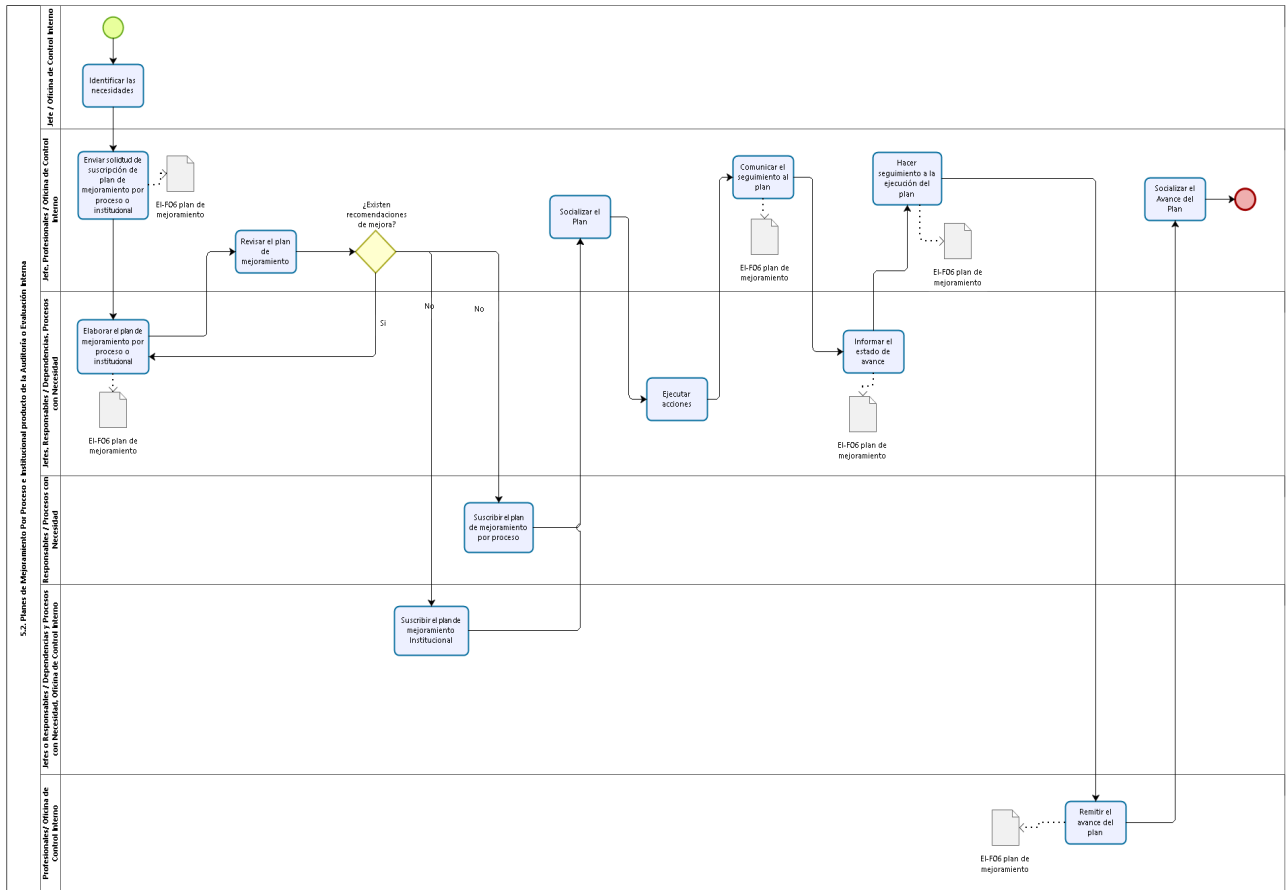 5.2. Planes de Mejoramiento Por Proceso e Institucional producto de la Auditoría o Evaluación Interna
Jefe / Oficina de Control Interno
Identificar las
necesidades
Jefe, Profesionales / Oficina de Control
Interno
Enviar solicitud de
suscripción de
plan de
mejoramiento por
proceso o
institucional
EI-F06 plan de
mejoramiento
Revisar el plan
de
mejoramiento
¿Existen
recomendaciones
de mejora?
Socializar el
Plan
Comunicar el
seguimiento al
plan
EI-F06 plan de
mejoramiento
Hacer
seguimiento a la
ejecución del
plan
EI-F06 plan de
mejoramiento
Socializar el
Avance del
Plan
Jefes, Responsables / Dependencias, Procesos
con Necesidad
Elaborar el plan de
mejoramiento por
proceso o
institucional
EI-F06 plan de
mejoramiento
Si
No
No
Ejecutar
acciones
Informar el
estado de
avance
EI-F06 plan de
mejoramiento
Responsables / Procesos con
Necesidad
Suscribir el plan
de mejoramiento
por proceso
Jefes o Responsables / Dependencias y Procesos
con Necesidad, Oficina de Control Interno
Suscribir el plan de
mejoramiento
Institucional
Profesionales/ Oficina de
Control Interno
EI-F06 plan de
mejoramiento
Remitir el
avance del
plan